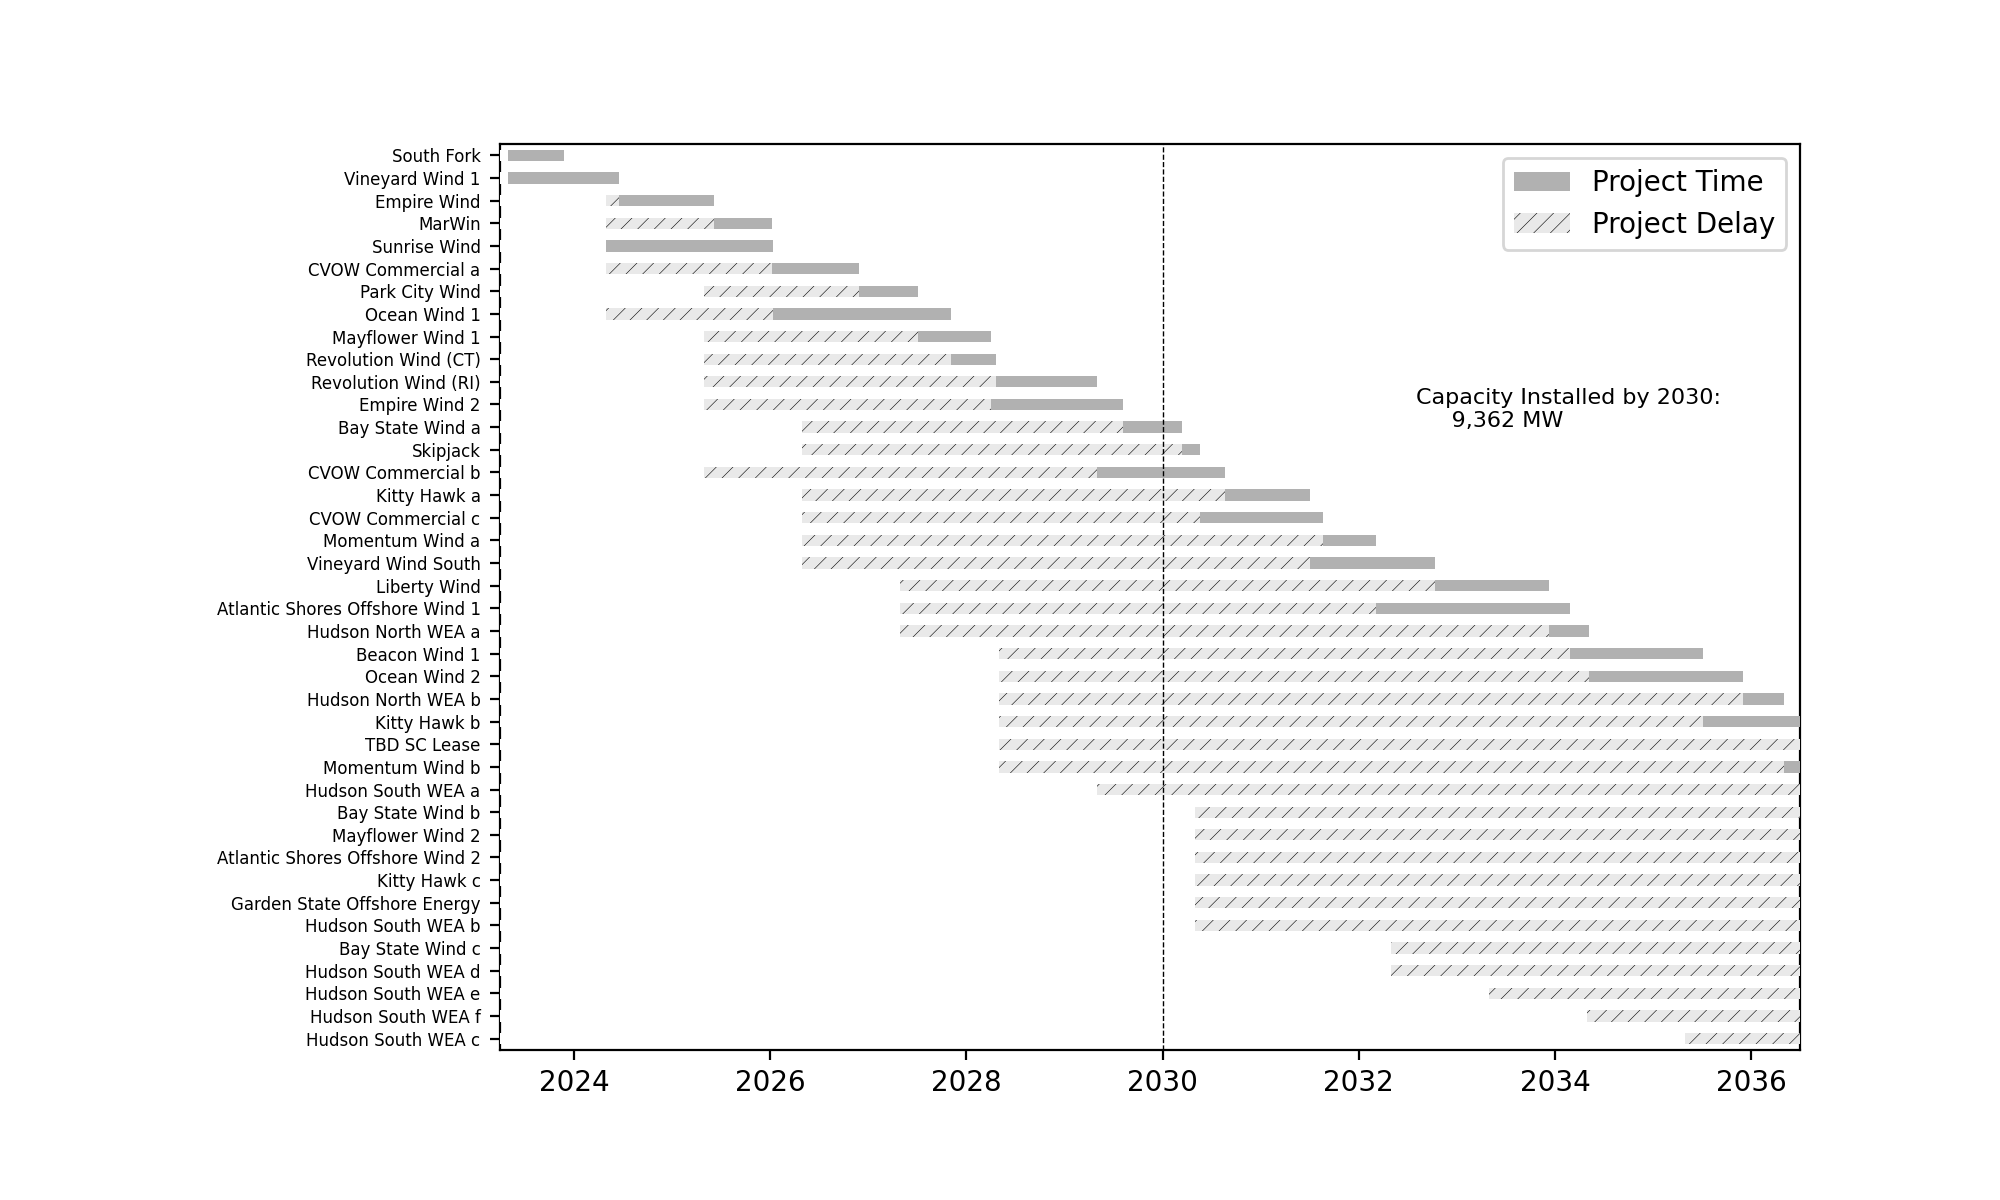 South Fork
Vineyard Wind 1
Empire Wind
MarWin
Sunrise Wind
CVOW Commercial a
Park City Wind
Ocean Wind 1
Mayflower Wind 1
Revolution Wind (CT)
Revolution Wind (RI)
Empire Wind 2
Bay State Wind a
Skipjack
CVOW Commercial b
Kitty Hawk a
CVOW Commercial c
Momentum Wind a
Vineyard Wind South
Liberty Wind
Atlantic Shores Offshore Wind 1
Hudson North WEA a
Beacon Wind 1
Ocean Wind 2
Hudson North WEA b
Kitty Hawk b
TBD SC Lease
Momentum Wind b
Hudson South WEA a
Bay State Wind b
Mayflower Wind 2
Atlantic Shores Offshore Wind 2
Kitty Hawk c
Garden State Offshore Energy
Hudson South WEA b
Bay State Wind c
Hudson South WEA d
Hudson South WEA e
Hudson South WEA f
Hudson South WEA c
Project Time
Project Delay
Capacity Installed by 2030:
9,362 MW
2024 2026 2028 2030 2032 2034 2036